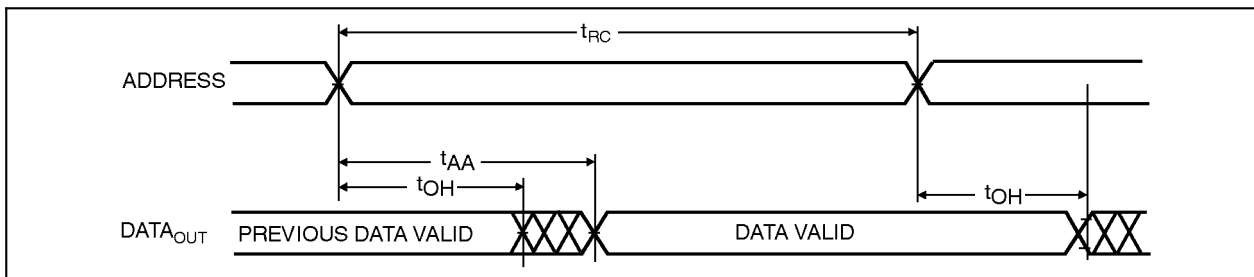 tRC
ADDRESS
tAA
tOH
tOH
DATAOUT
PREVIOUS DATA VALID
DATA VALID